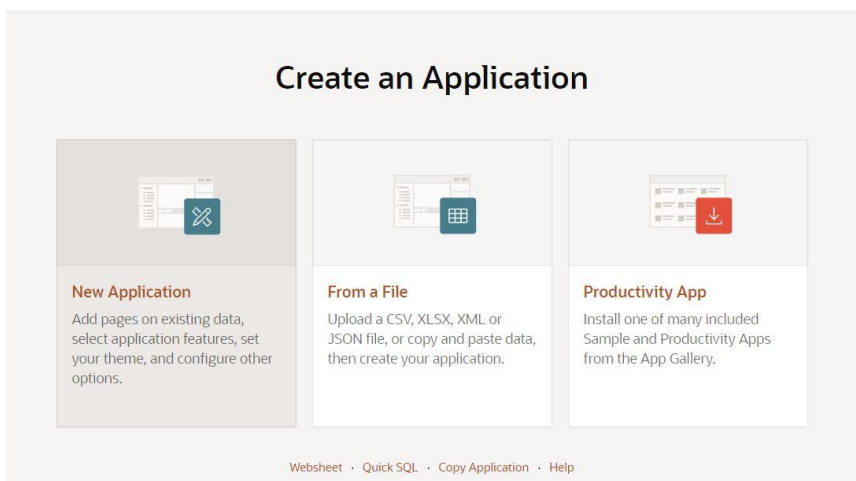 Create an Application
New Application
Add pages on existing data,
select application features, set
your theme, and configure other
options.
From a File
Upload a CSV, XLSX, XML or
JSON file, or copy and paste data,
then create your application.
Productivity App
Install one of many included
Sample and Productivity Apps
from the App Gallery.
Websheet · Quick SQL · Copy Application · Help